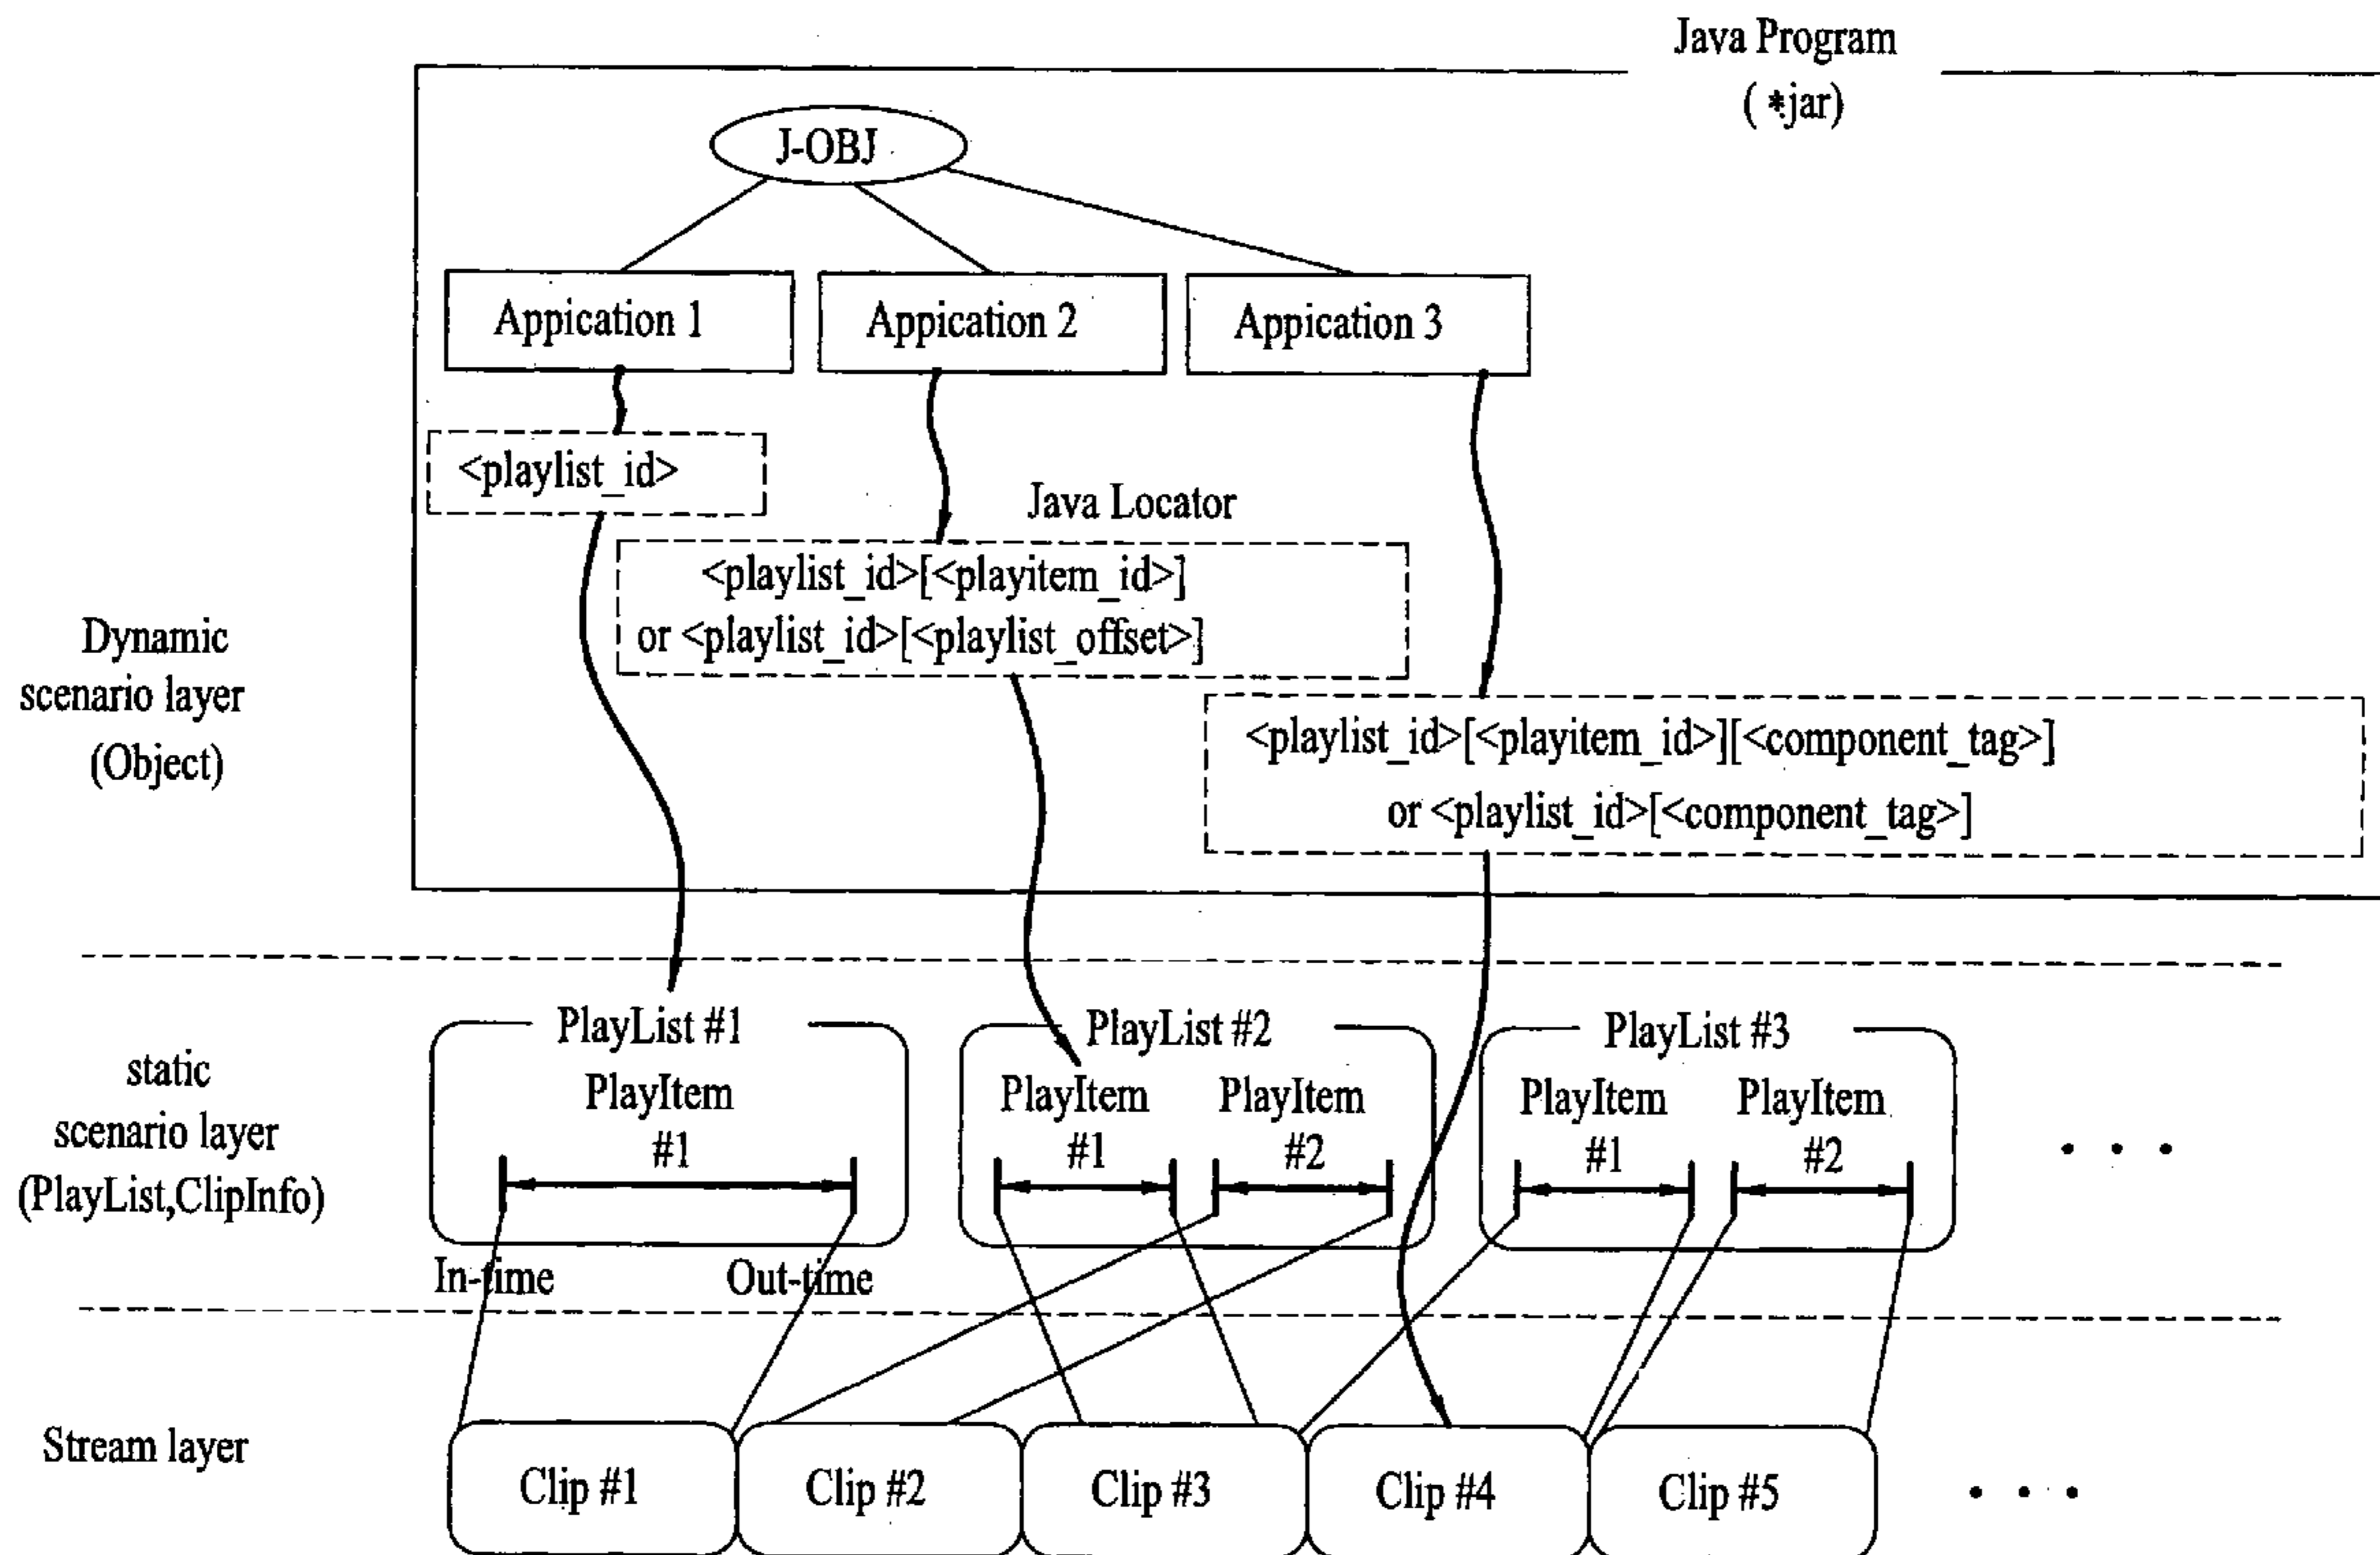 Java Program
( *.jar)
J-OBJ
Appication 1
Appication 2
Appication 3
<playlist_id>
Java Locator
<playlist_id>[<playitem_id>]
or <playlist_id>[<playlist_offset>]
<playlist_id>[<playitem_id>][<component_tag>]
or <playlist_id>[<component_tag>]
Dynamic
scenario layer
(Object)
static
scenario layer
(PlayList,ClipInfo)
PlayList #1
PlayItem
#1
In-time
Out-time
PlayList #2
PlayItem
#1
PlayItem
#2
PlayList #3
PlayItem
#1
PlayItem
#2
• • •
Stream layer
Clip #1
Clip #2
Clip #3
Clip #4
Clip #5
• • •